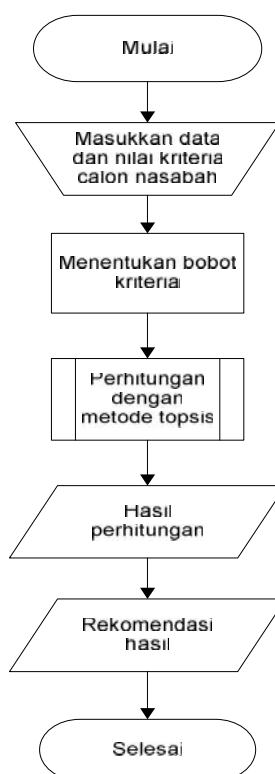 Mulai
Masukkan data
dan nilai kriteria
calon nasabah
Menentukan bobot
kriteria
Perhitungan
dengan
metode topsis
Hasil
perhitungan
Rekomendasi
hasil
Selesai